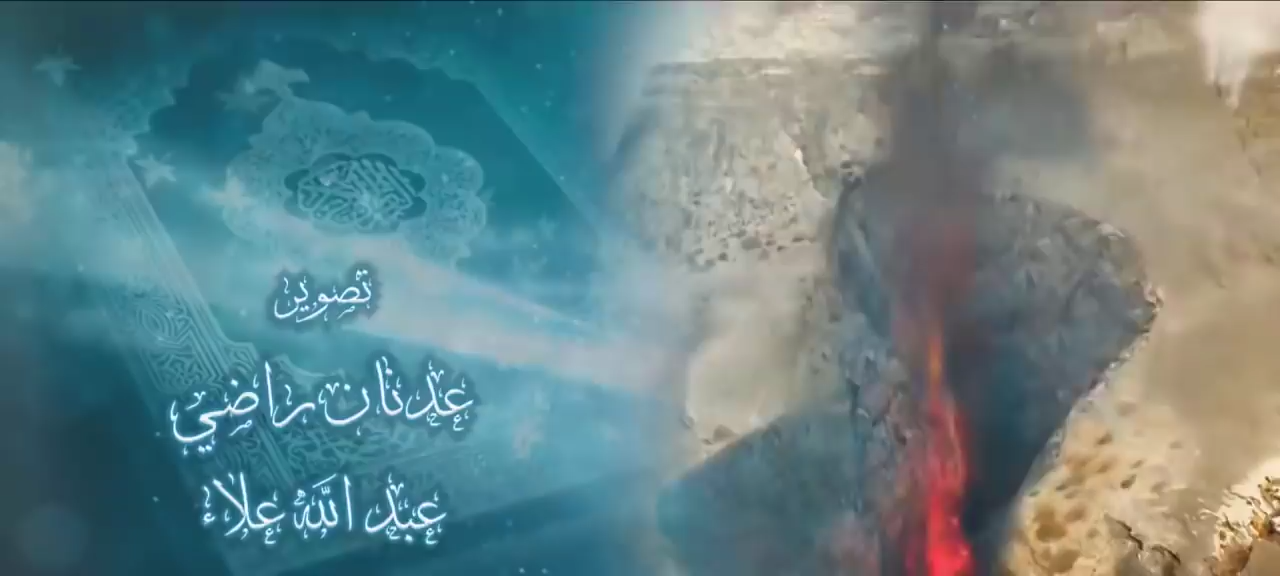 تصوير
عدنان راضي
عبد الله علاء